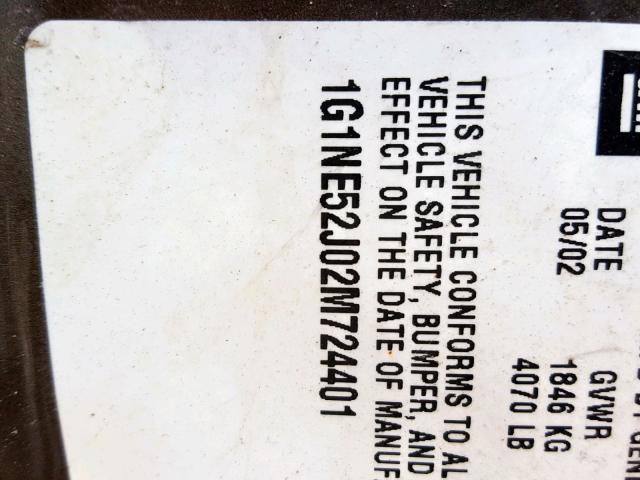 DATE GVWR
05/02 1846 KG
4070 LB
THIS VEHICLE CONFORMS TO AL
VEHICLE SAFETY, BUMPER, AND
EFFECT ON THE DATE OF MANUF
1G1NE52J02M724401